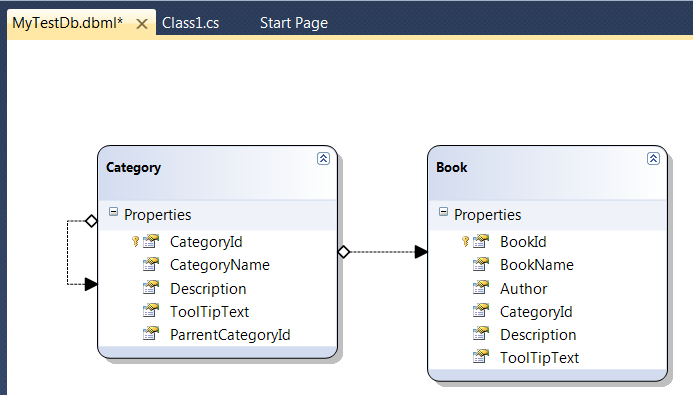 MyTestDb.dbml* Class1.cs Start Page
Category
Properties
CategoryId
CategoryName
Description
ToolTipText
ParrentCategoryId
Book
Properties
BookId
BookName
Author
CategoryId
Description
ToolTipText